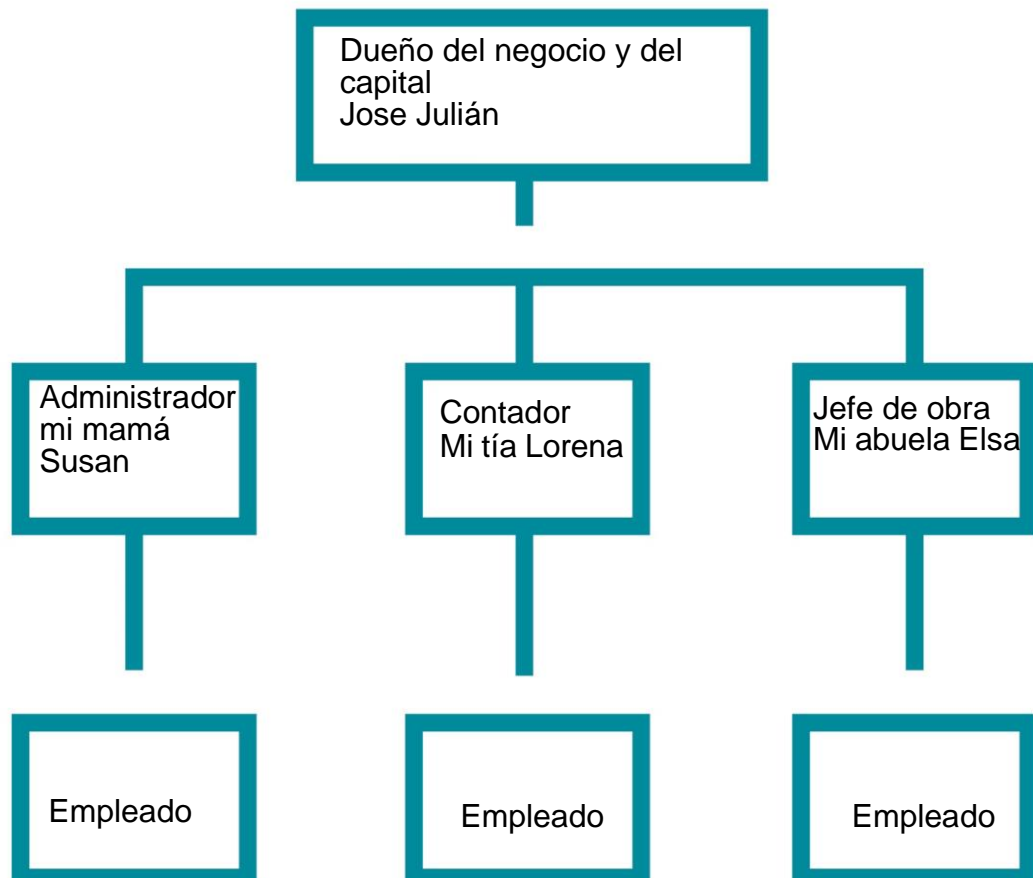 Dueño del negocio y del
capital
Jose Julián
Administrador
mi mamá
Susan
Contador
Mi tía Lorena
Jefe de obra
Mi abuela Elsa
Empleado
Empleado
Empleado